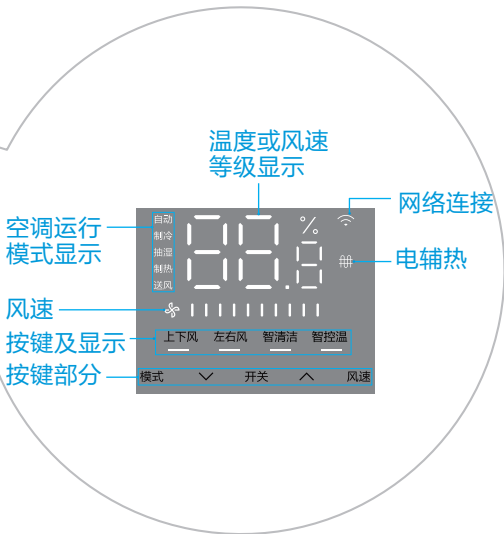 温度或风速
等级显示
网络连接
空调运行
模式显示
自动
制冷
抽湿
制热
送风
88.8
%
电辅热
风速
按键及显示
上下风 左右风 智清洁 智控温
按键部分
模式 开关 风速